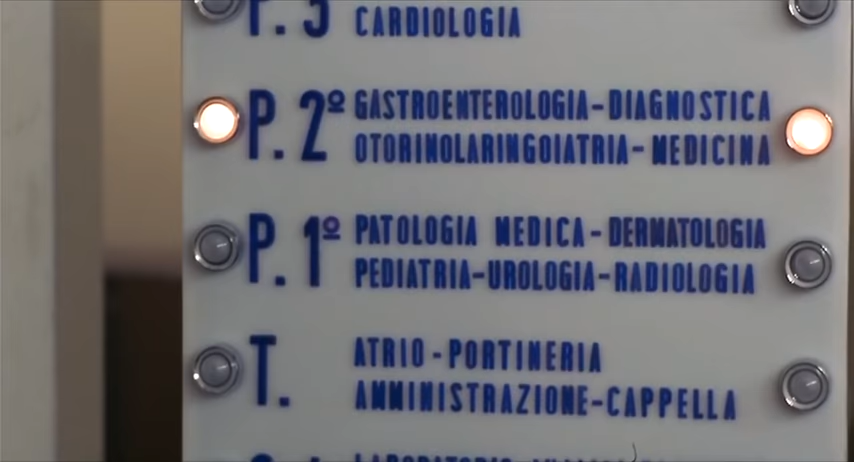 P. 3 CARDIOLOGIA
P. 2º GASTROENTEROLOGIA-DIAGNOSTICA
OTORINOLARINGOIATRIA-MEDICINA
P. 1º PATOLOGIA MEDICA-DERMATOLOGIA
PEDIATRIA-UROLOGIA-RADIOLOGIA
T. ATRIO-PORTINERIA
AMMINISTRAZIONE-CAPPELLA